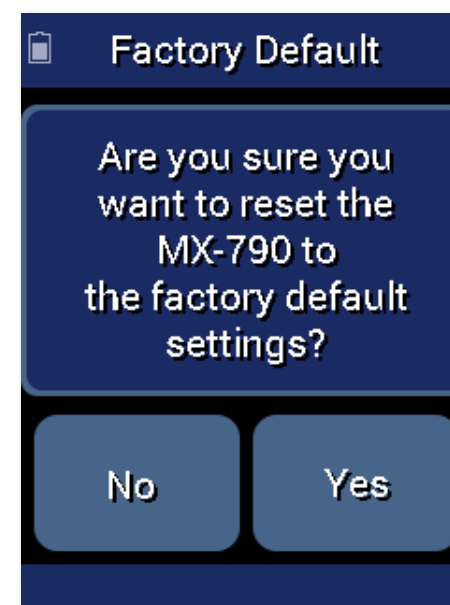 Factory Default
Are you sure you
want to reset the
MX-790 to
the factory default
settings?
No
Yes